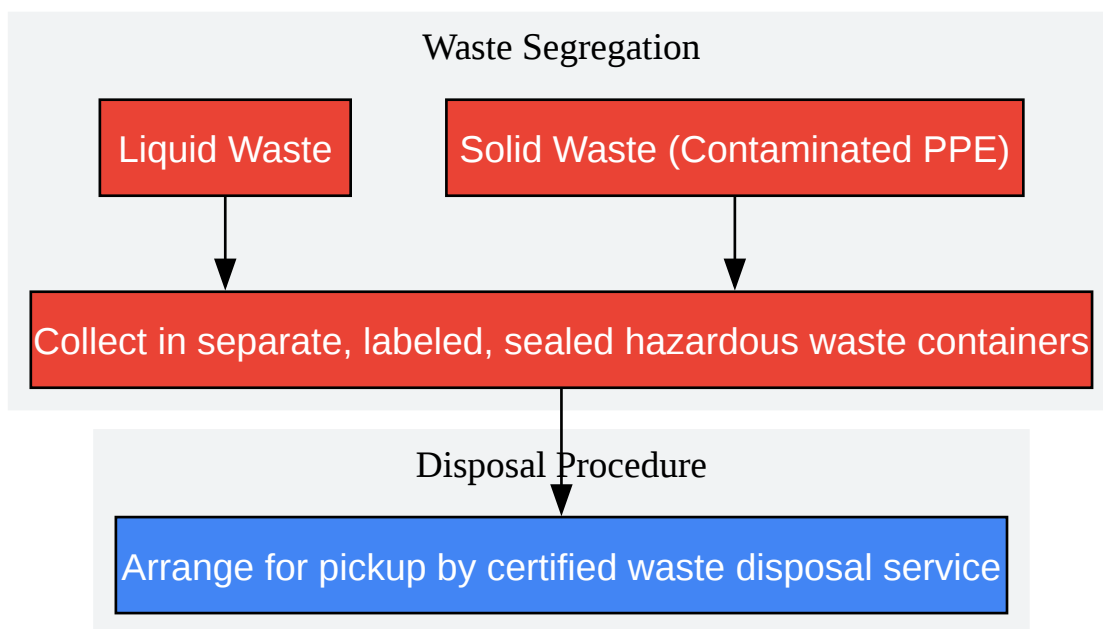 Waste Segregation
Liquid Waste
Solid Waste (Contaminated PPE)
Collect in separate, labeled, sealed hazardous waste containers
Disposal Procedure
Arrange for pickup by certified waste disposal service